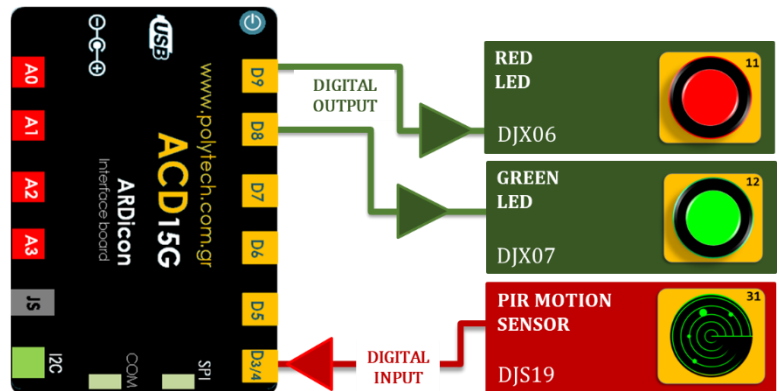 USB
A0
A1
A2
A3
JS
I2C
COM
SPI
www.polytech.com.gr
ACD15G
ARDicon
Interface board
D9
D8
D7
D6
D5
D3/4
DIGITAL
OUTPUT
RED
LED
DJX06
11
GREEN
LED
DJX07
12
PIR MOTION
SENSOR
DJS19
31
DIGITAL
INPUT